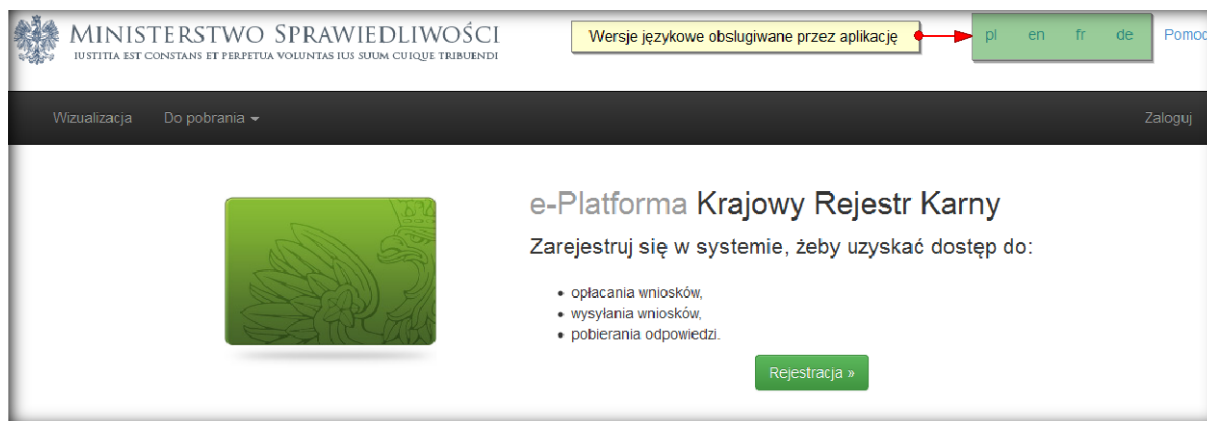 MINISTERSTWO SPRAWIEDLIWOŚCI
IUSTITIA EST CONSTANS ET PERPETUA VOLUNTAS IUS SUUM CUIQUE TRIBUENDI
Wersje językowe obslugiwane przez aplikację
pl en fr de Pomoc
Wizualizacja Do pobrania Zaloguj
e-Platforma Krajowy Rejestr Karny
Zarejestruj się w systemie, żeby uzyskać dostęp do:
• opłacania wniosków,
• wysyłania wniosków,
• pobierania odpowiedzi.
Rejestracja »